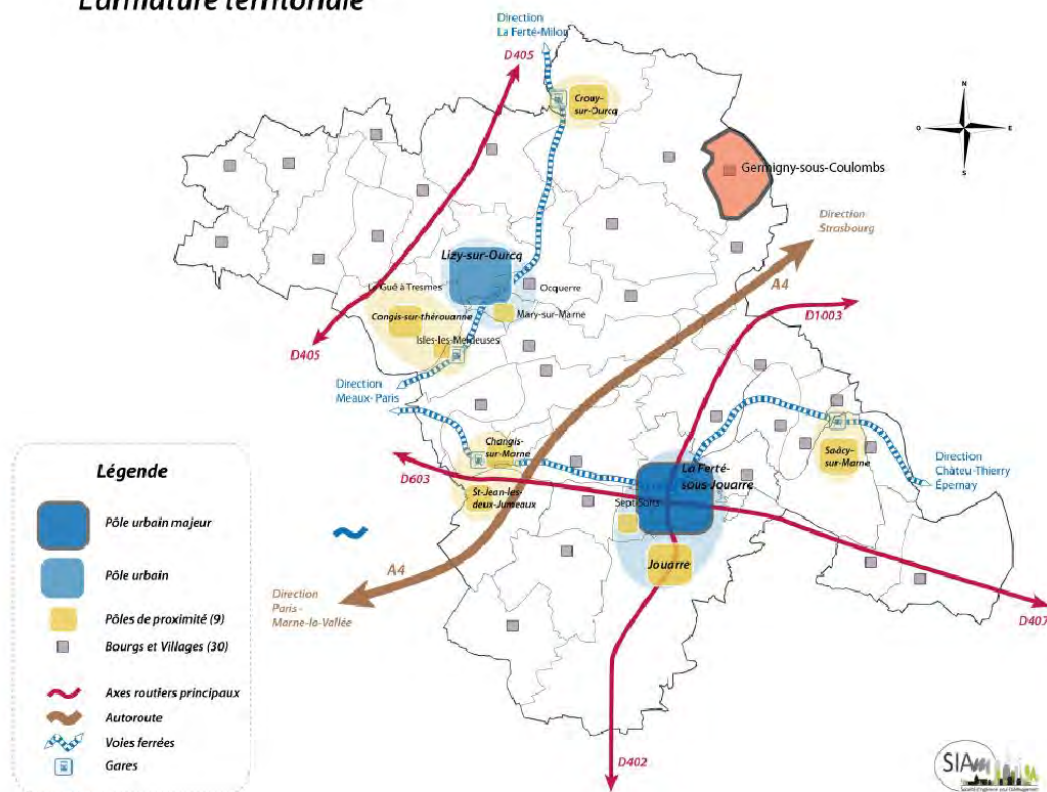 L'armature territoriale
Direction
La Ferté-Milon
D405
Crouy-
sur-Ourcq
N
O
E
S
Germigny-sous-Coulombs
Direction
Strasbourg
A4
Lizy-sur-Ourcq
Le Gué à Tresmes
Ocquerre
Congis-sur-thérouanne
Mary-sur-Marne
Isles-les-Meldeuses
D1003
D405
Direction
Meaux- Paris
Changis-
sur-Marne
La Ferté-
sous-Jouarre
Saâcy-
sur-Marne
Direction
Château-Thierry
Épernay
D603
St-Jean-les-
deux-Jumeaux
Septsorts
Jouarre
A4
Direction
Paris -
Marne-la-Vallée
D407
D402
Légende
Pôle urbain majeur
Pôle urbain
Pôles de proximité (9)
Bourgs et Villages (30)
Axes routiers principaux
Autoroute
Voies ferrées
Gares
SIAm